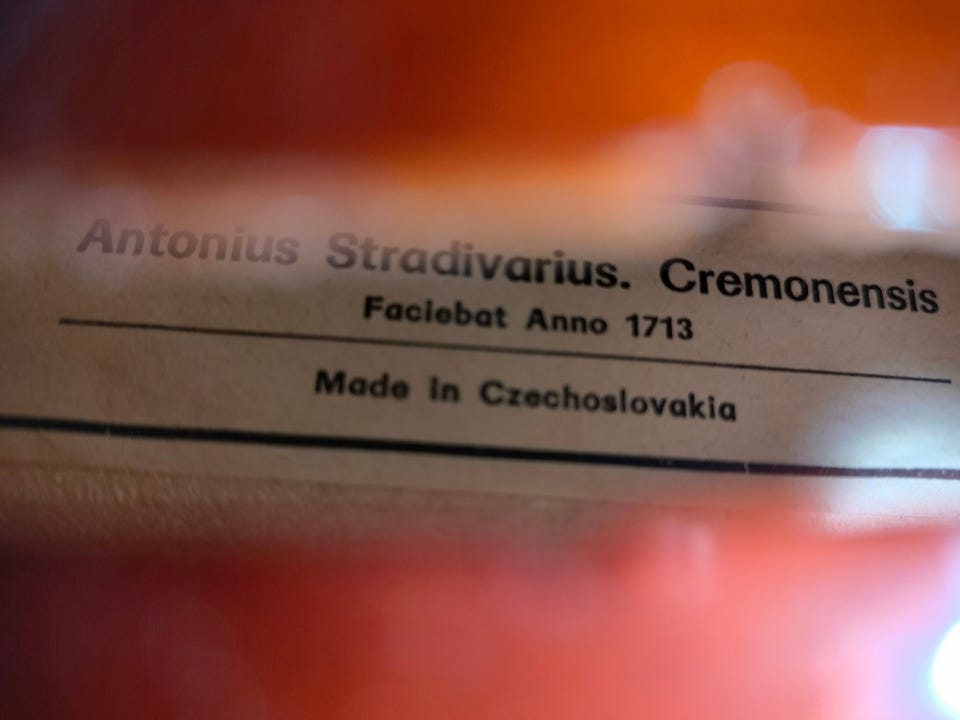 Antonius Stradivarius. Cremonensis
Faciebat Anno 1713
Made in Czechoslovakia